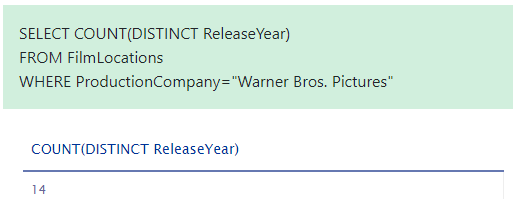 SELECT COUNT(DISTINCT ReleaseYear)
FROM FilmLocations
WHERE ProductionCompany="Warner Bros. Pictures"
COUNT(DISTINCT ReleaseYear)
14